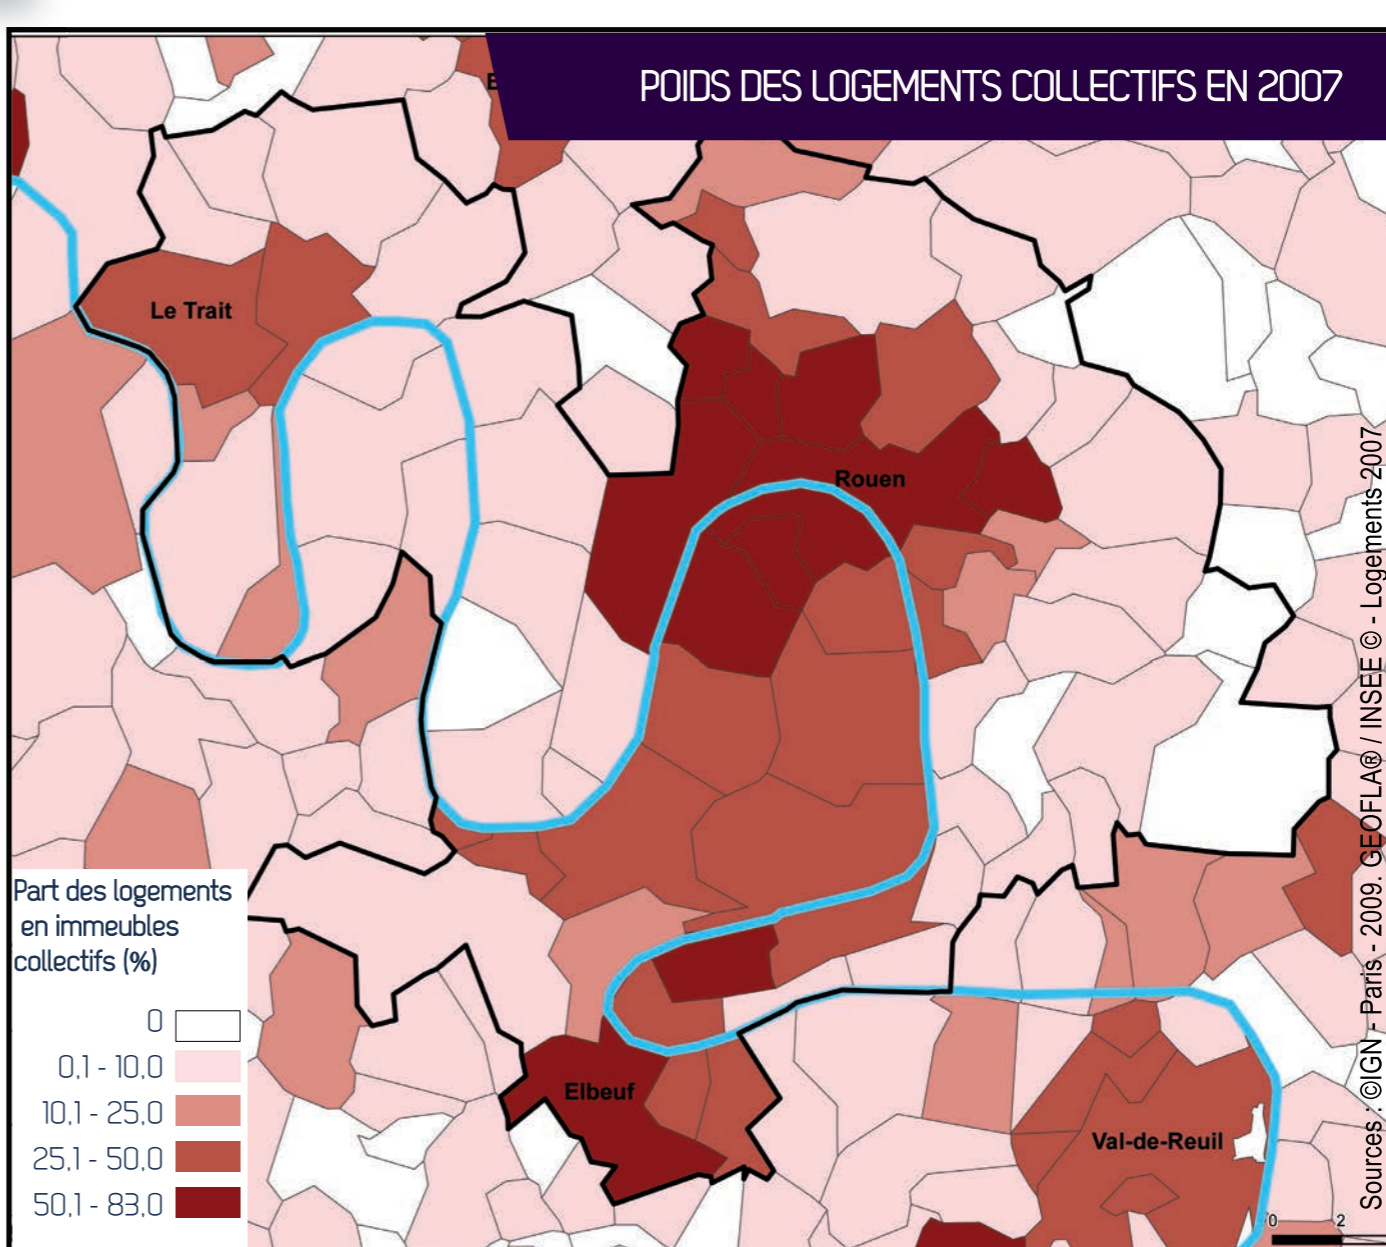 POIDS DES LOGEMENTS COLLECTIFS EN 2007
Le Trait
Rouen
Elbeuf
Val-de-Reuil
Part des logements
en immeubles
collectifs (%)
0
0,1 - 10,0
10,1 - 25,0
25,1 - 50,0
50,1 - 83,0
0 2
Sources : ©IGN - Paris - 2009. GEOFLA® / INSEE © - Logements 2007